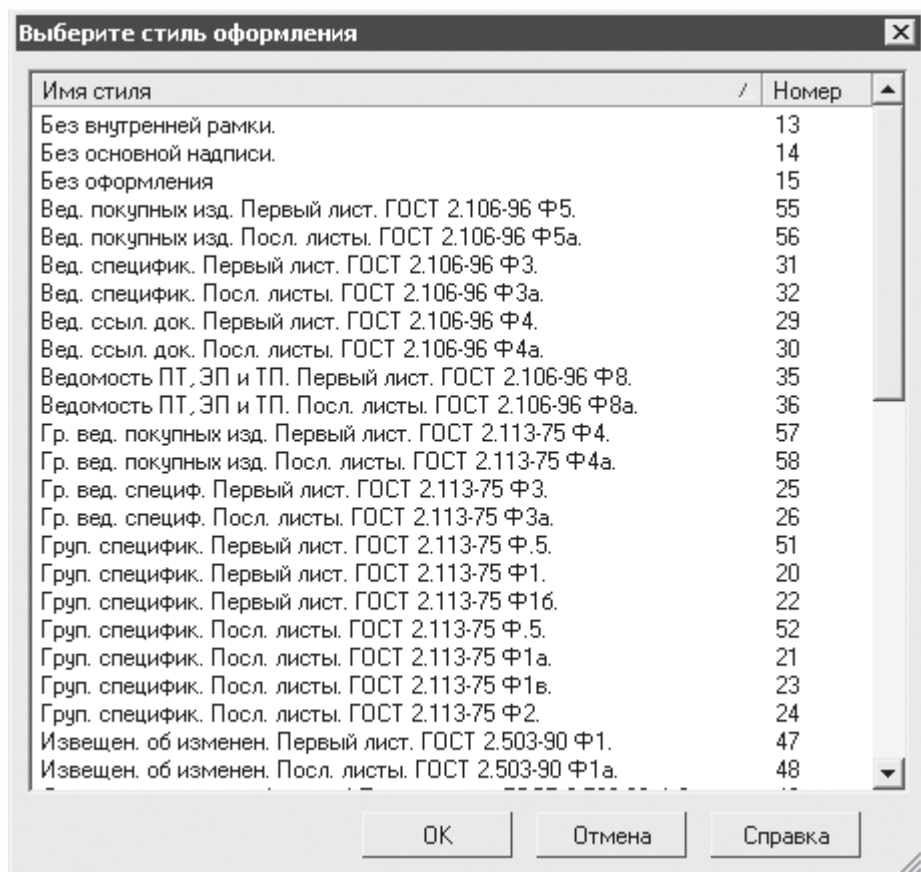 Выберите стиль оформления
Имя стиля Номер
Без внутренней рамки. 13
Без основной надписи. 14
Без оформления 15
Вед. покупных изд. Первый лист. ГОСТ 2.106-96 Ф5. 55
Вед. покупных изд. Посл. листы. ГОСТ 2.106-96 Ф5а. 56
Вед. специфик. Первый лист. ГОСТ 2.106-96 Ф3. 31
Вед. специфик. Посл. листы. ГОСТ 2.106-96 Ф3а. 32
Вед. ссыл. док. Первый лист. ГОСТ 2.106-96 Ф4. 29
Вед. ссыл. док. Посл. листы. ГОСТ 2.106-96 Ф4а. 30
Ведомость ПТ, ЭП и ТП. Первый лист. ГОСТ 2.106-96 Ф8. 35
Ведомость ПТ, ЭП и ТП. Посл. листы. ГОСТ 2.106-96 Ф8а. 36
Гр. вед. покупных изд. Первый лист. ГОСТ 2.113-75 Ф4. 57
Гр. вед. покупных изд. Посл. листы. ГОСТ 2.113-75 Ф4а. 58
Гр. вед. специф. Первый лист. ГОСТ 2.113-75 Ф3. 25
Гр. вед. специф. Посл. листы. ГОСТ 2.113-75 Ф3а. 26
Груп. специфик. Первый лист. ГОСТ 2.113-75 Ф.5. 51
Груп. специфик. Первый лист. ГОСТ 2.113-75 Ф1. 20
Груп. специфик. Первый лист. ГОСТ 2.113-75 Ф1б. 22
Груп. специфик. Посл. листы. ГОСТ 2.113-75 Ф.5. 52
Груп. специфик. Посл. листы. ГОСТ 2.113-75 Ф1а. 21
Груп. специфик. Посл. листы. ГОСТ 2.113-75 Ф1в. 23
Груп. специфик. Посл. листы. ГОСТ 2.113-75 Ф2. 24
Извещен. об изменен. Первый лист. ГОСТ 2.503-90 Ф1. 47
Извещен. об изменен. Посл. листы. ГОСТ 2.503-90 Ф1а. 48
ОК Отмена Справка